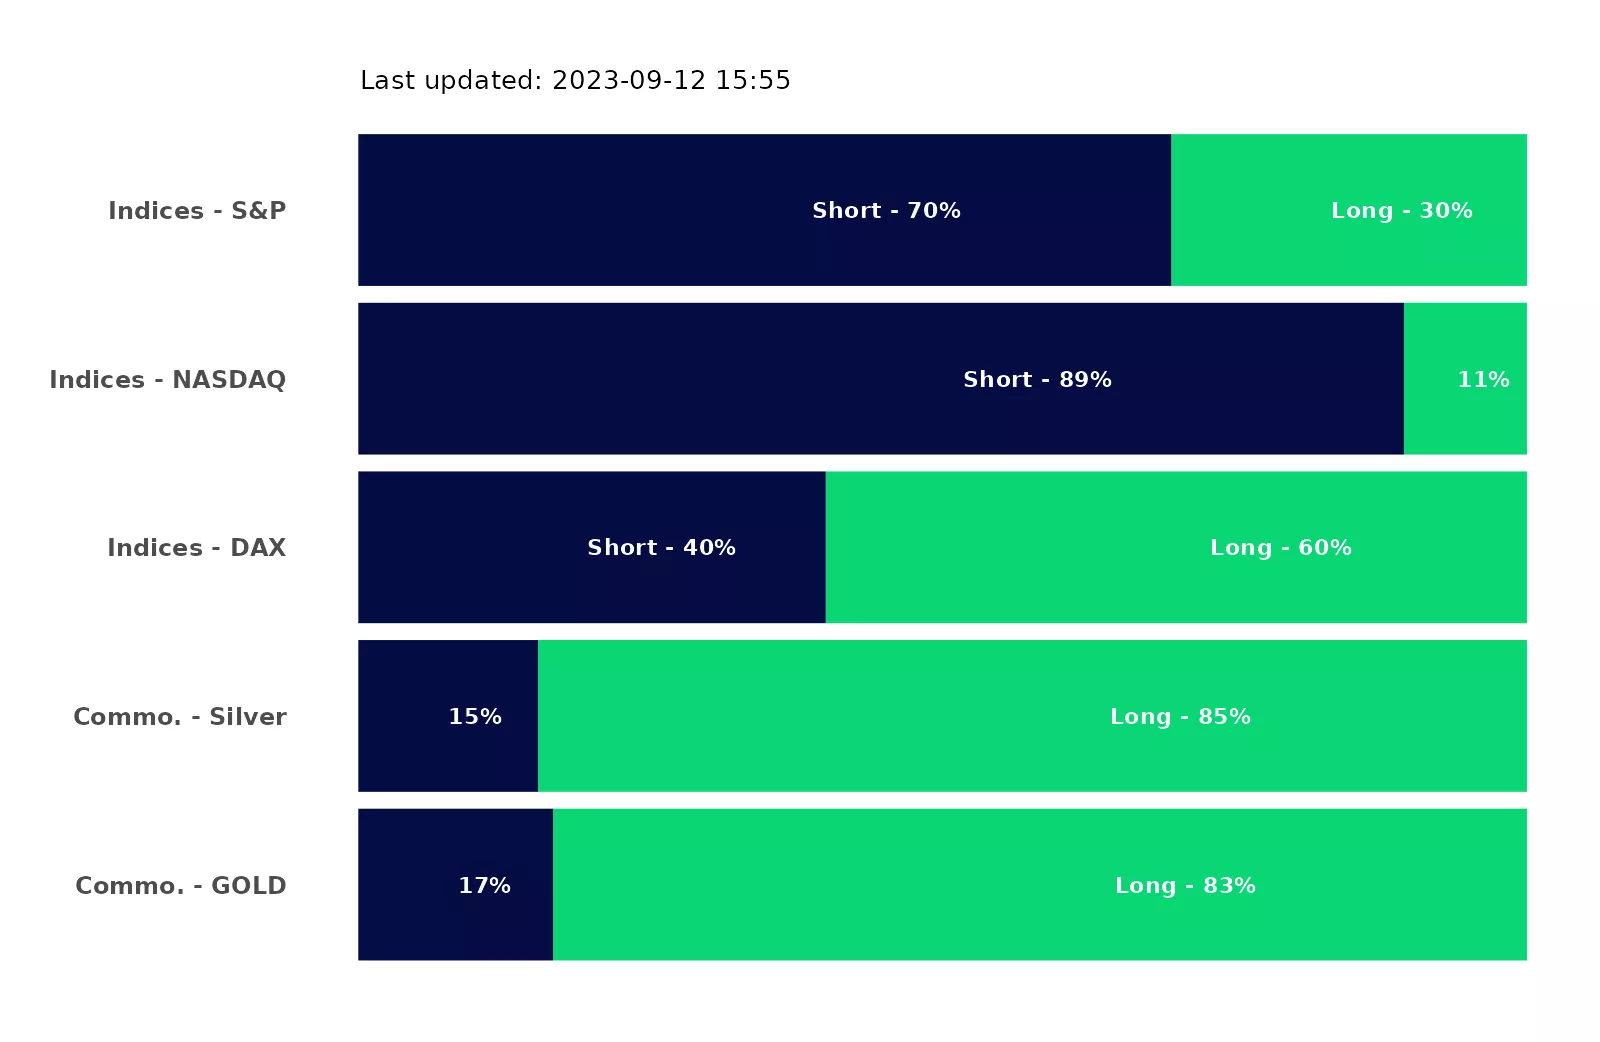 Last updated: 2023-09-12 15:55
Indices - S&P Short - 70% Long - 30%
Indices - NASDAQ Short - 89% 11%
Indices - DAX Short - 40% Long - 60%
Commo. - Silver 15% Long - 85%
Commo. - GOLD 17% Long - 83%